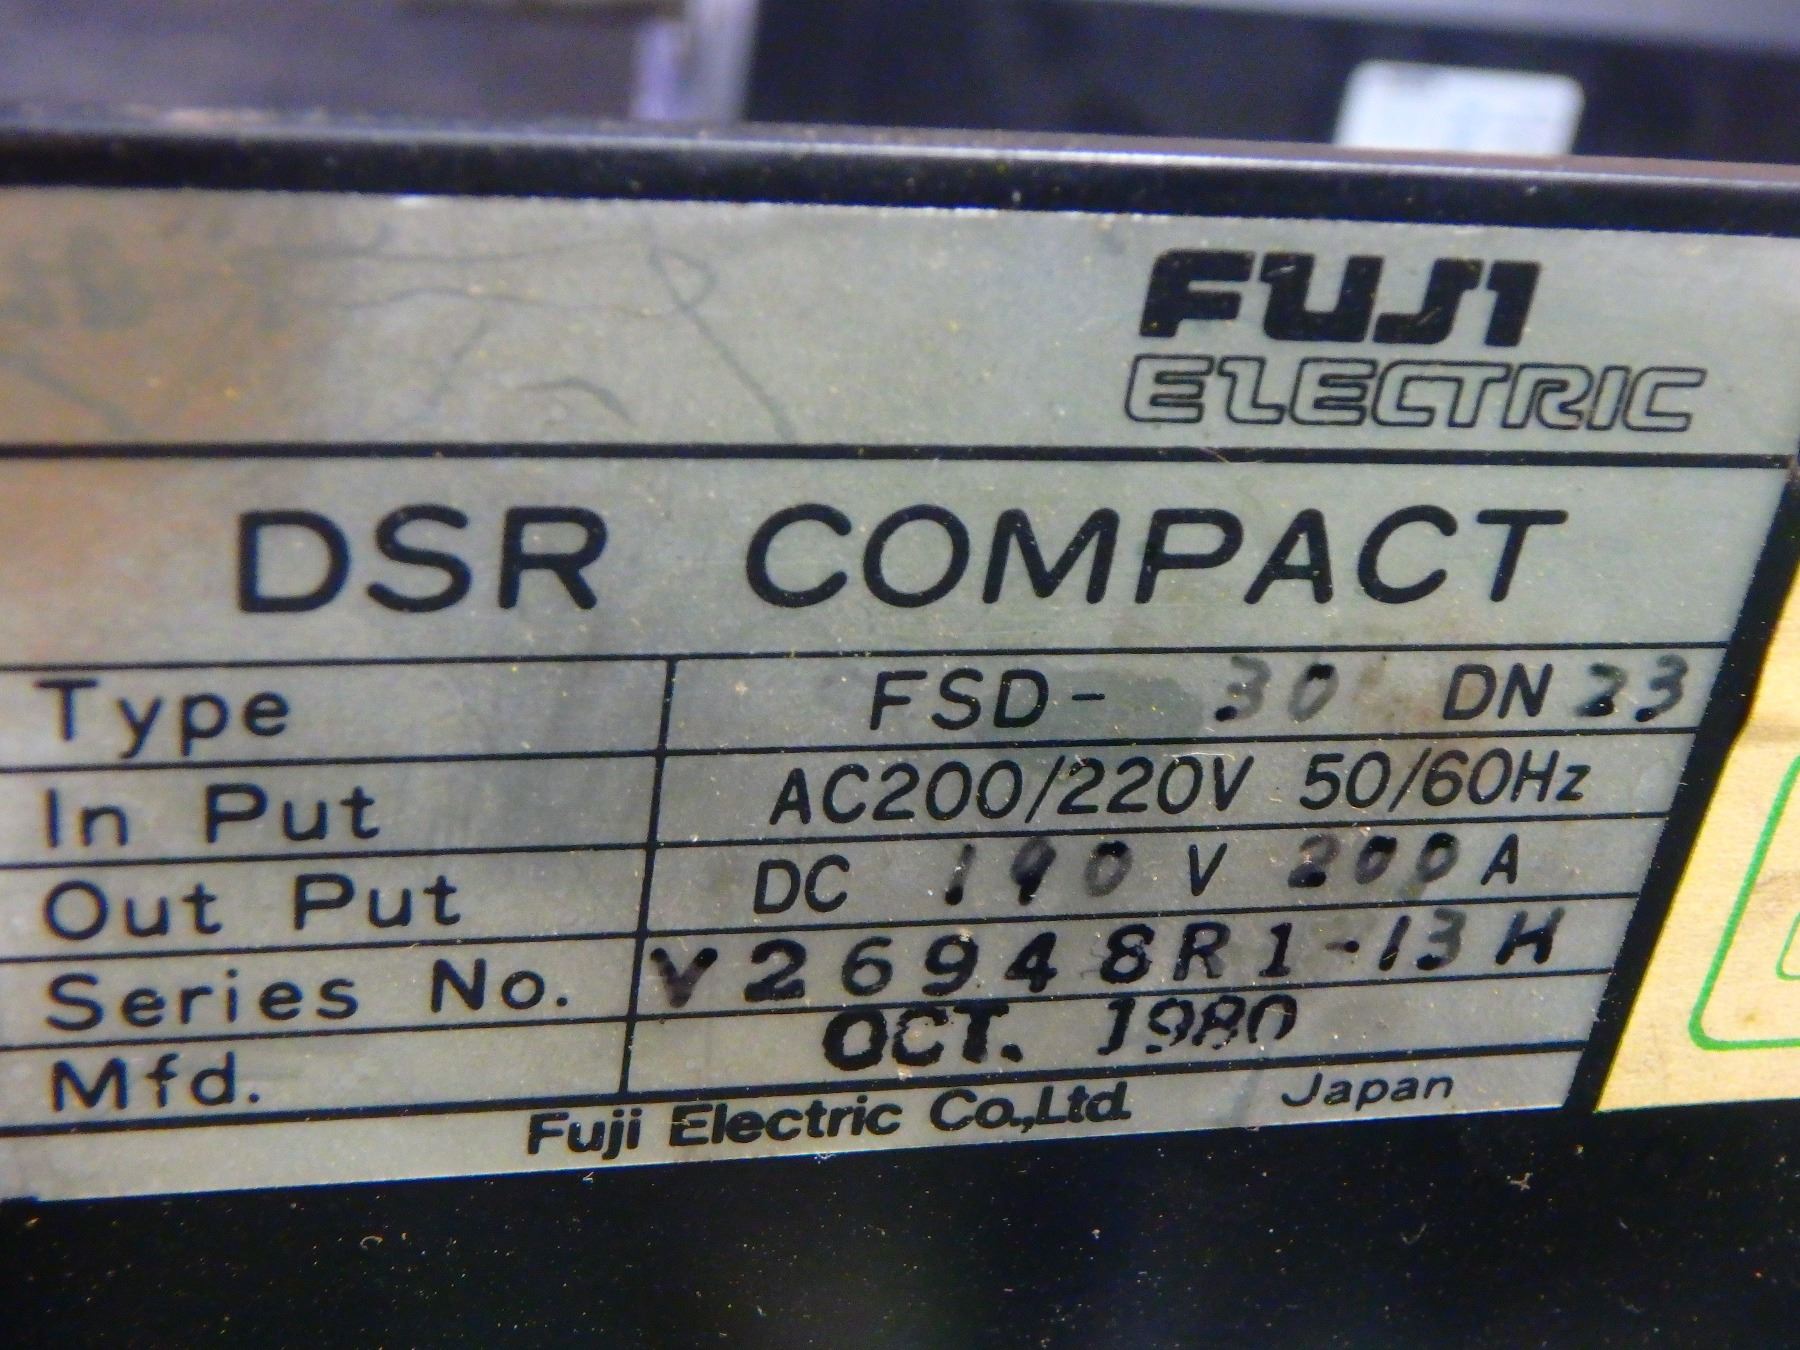 FUJI
ELECTRIC
DSR COMPACT
Type FSD- 30 DN 23
In Put AC200/220V 50/60Hz
Out Put DC 190 V 200 A
Series No. V26948R1-13H
Mfd. OCT. 1980
Fuji Electric Co.,Ltd. Japan